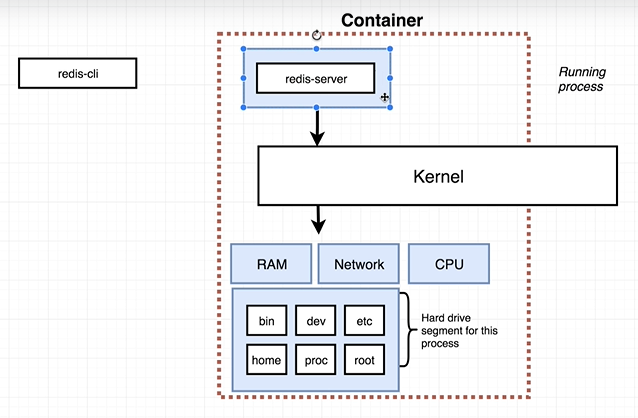 Container
redis-cli
redis-server
Running
process
Kernel
RAM
Network
CPU
bin
dev
etc
home
proc
root
Hard drive
segment for this
process